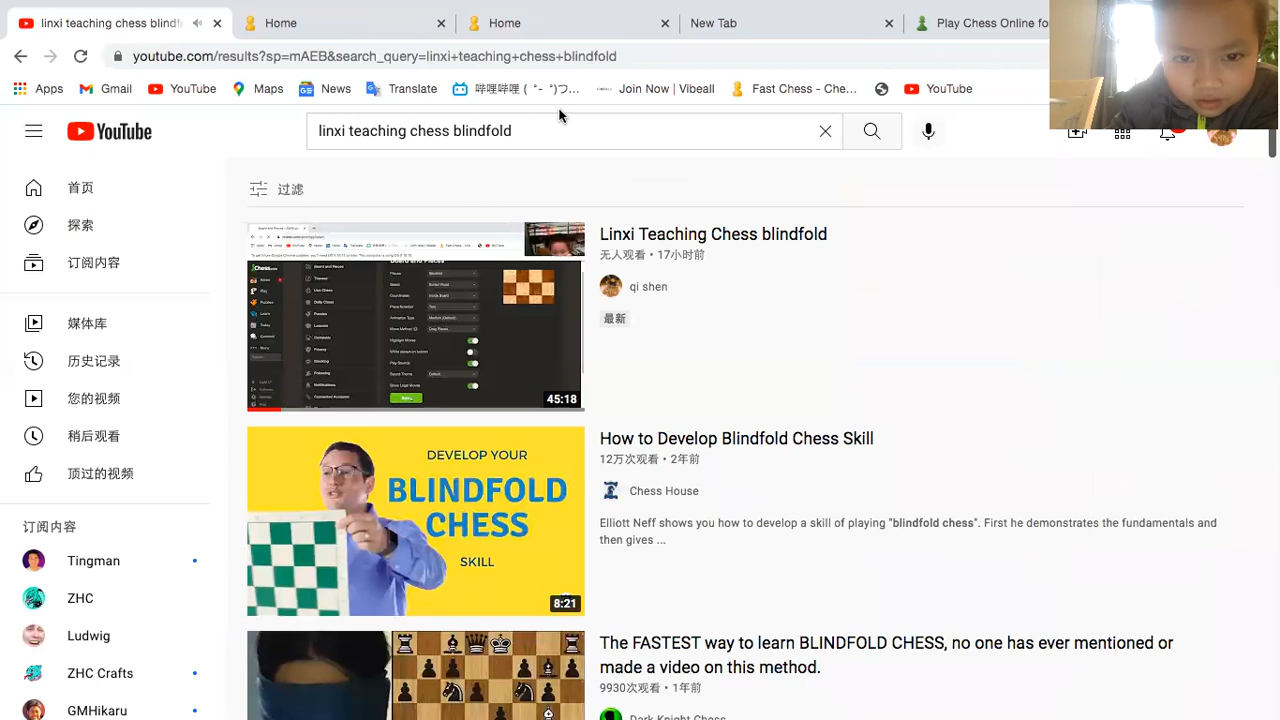 linxi teaching chess blindf
Home
Home
New Tab
Play Chess Online fo
youtube.com/results?sp=mAEB&search_query=linxi+teaching+chess+blindfold
Apps
Gmail
YouTube
Maps
News
Translate
哔哩哔哩 ( ゜- ゜)つ...
Join Now | Vibeall
Fast Chess - Che...
YouTube
YouTube
linxi teaching chess blindfold
首页
探索
订阅内容
媒体库
历史记录
您的视频
稍后观看
顶过的视频
订阅内容
Tingman
ZHC
Ludwig
ZHC Crafts
GMHikaru
过滤
45:18
Linxi Teaching Chess blindfold
无人观看 • 17小时前
qi shen
最新
DEVELOP YOUR
BLINDFOLD
CHESS
SKILL
8:21
How to Develop Blindfold Chess Skill
12万次观看 • 2年前
Chess House
Elliott Neff shows you how to develop a skill of playing "blindfold chess". First he demonstrates the fundamentals and
then gives ...
The FASTEST way to learn BLINDFOLD CHESS, no one has ever mentioned or
made a video on this method.
9930次观看 • 1年前
Dark Knight Chess